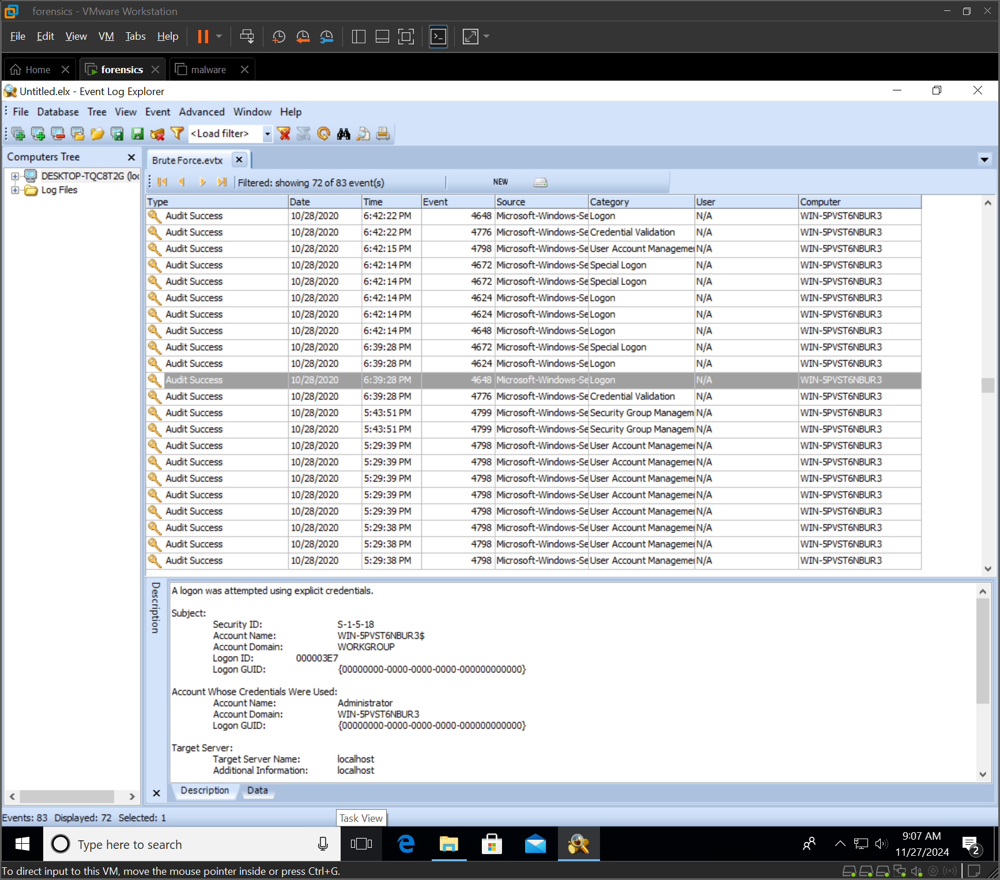 forensics - VMware Workstation
File Edit View VM Tabs Help
Home forensics malware
Untitled.elx - Event Log Explorer
File Database Tree View Event Advanced Window Help
<Load filter>
Computers Tree
Brute Force.evtx
DESKTOP-TQC8T2G (loc
Log Files
Filtered: showing 72 of 83 event(s) NEW
Type Date Time Event Source Category User Computer
Audit Success 10/28/2020 6:42:22 PM 4648 Microsoft-Windows-Se Logon N/A WIN-5PVST6NBUR3
Audit Success 10/28/2020 6:42:22 PM 4776 Microsoft-Windows-Se Credential Validation N/A WIN-5PVST6NBUR3
Audit Success 10/28/2020 6:42:15 PM 4798 Microsoft-Windows-Se User Account Managemer N/A WIN-5PVST6NBUR3
Audit Success 10/28/2020 6:42:14 PM 4672 Microsoft-Windows-Se Special Logon N/A WIN-5PVST6NBUR3
Audit Success 10/28/2020 6:42:14 PM 4672 Microsoft-Windows-Se Special Logon N/A WIN-5PVST6NBUR3
Audit Success 10/28/2020 6:42:14 PM 4624 Microsoft-Windows-Se Logon N/A WIN-5PVST6NBUR3
Audit Success 10/28/2020 6:42:14 PM 4624 Microsoft-Windows-Se Logon N/A WIN-5PVST6NBUR3
Audit Success 10/28/2020 6:42:14 PM 4648 Microsoft-Windows-Se Logon N/A WIN-5PVST6NBUR3
Audit Success 10/28/2020 6:39:28 PM 4672 Microsoft-Windows-Se Special Logon N/A WIN-5PVST6NBUR3
Audit Success 10/28/2020 6:39:28 PM 4624 Microsoft-Windows-Se Logon N/A WIN-5PVST6NBUR3
Audit Success 10/28/2020 6:39:28 PM 4648 Microsoft-Windows-Se Logon N/A WIN-5PVST6NBUR3
Audit Success 10/28/2020 6:39:28 PM 4776 Microsoft-Windows-Se Credential Validation N/A WIN-5PVST6NBUR3
Audit Success 10/28/2020 5:43:51 PM 4799 Microsoft-Windows-Se Security Group Managem N/A WIN-5PVST6NBUR3
Audit Success 10/28/2020 5:43:51 PM 4799 Microsoft-Windows-Se Security Group Managem N/A WIN-5PVST6NBUR3
Audit Success 10/28/2020 5:29:39 PM 4798 Microsoft-Windows-Se User Account Managemer N/A WIN-5PVST6NBUR3
Audit Success 10/28/2020 5:29:39 PM 4798 Microsoft-Windows-Se User Account Managemer N/A WIN-5PVST6NBUR3
Audit Success 10/28/2020 5:29:39 PM 4798 Microsoft-Windows-Se User Account Managemer N/A WIN-5PVST6NBUR3
Audit Success 10/28/2020 5:29:39 PM 4798 Microsoft-Windows-Se User Account Managemer N/A WIN-5PVST6NBUR3
Audit Success 10/28/2020 5:29:39 PM 4798 Microsoft-Windows-Se User Account Managemer N/A WIN-5PVST6NBUR3
Audit Success 10/28/2020 5:29:38 PM 4798 Microsoft-Windows-Se User Account Managemer N/A WIN-5PVST6NBUR3
Audit Success 10/28/2020 5:29:38 PM 4798 Microsoft-Windows-Se User Account Managemer N/A WIN-5PVST6NBUR3
Audit Success 10/28/2020 5:29:38 PM 4798 Microsoft-Windows-Se User Account Managemer N/A WIN-5PVST6NBUR3
Description
A logon was attempted using explicit credentials.
Subject:
Security ID: S-1-5-18
Account Name: WIN-5PVST6NBUR3$
Account Domain: WORKGROUP
Logon ID: 000003E7
Logon GUID: {00000000-0000-0000-0000-000000000000}
Account Whose Credentials Were Used:
Account Name: Administrator
Account Domain: WIN-5PVST6NBUR3
Logon GUID: {00000000-0000-0000-0000-000000000000}
Target Server:
Target Server Name: localhost
Additional Information: localhost
Description Data
Events: 83 Displayed: 72 Selected: 1
Task View
Type here to search
9:07 AM
11/27/2024
2
To direct input to this VM, move the mouse pointer inside or press Ctrl+G.